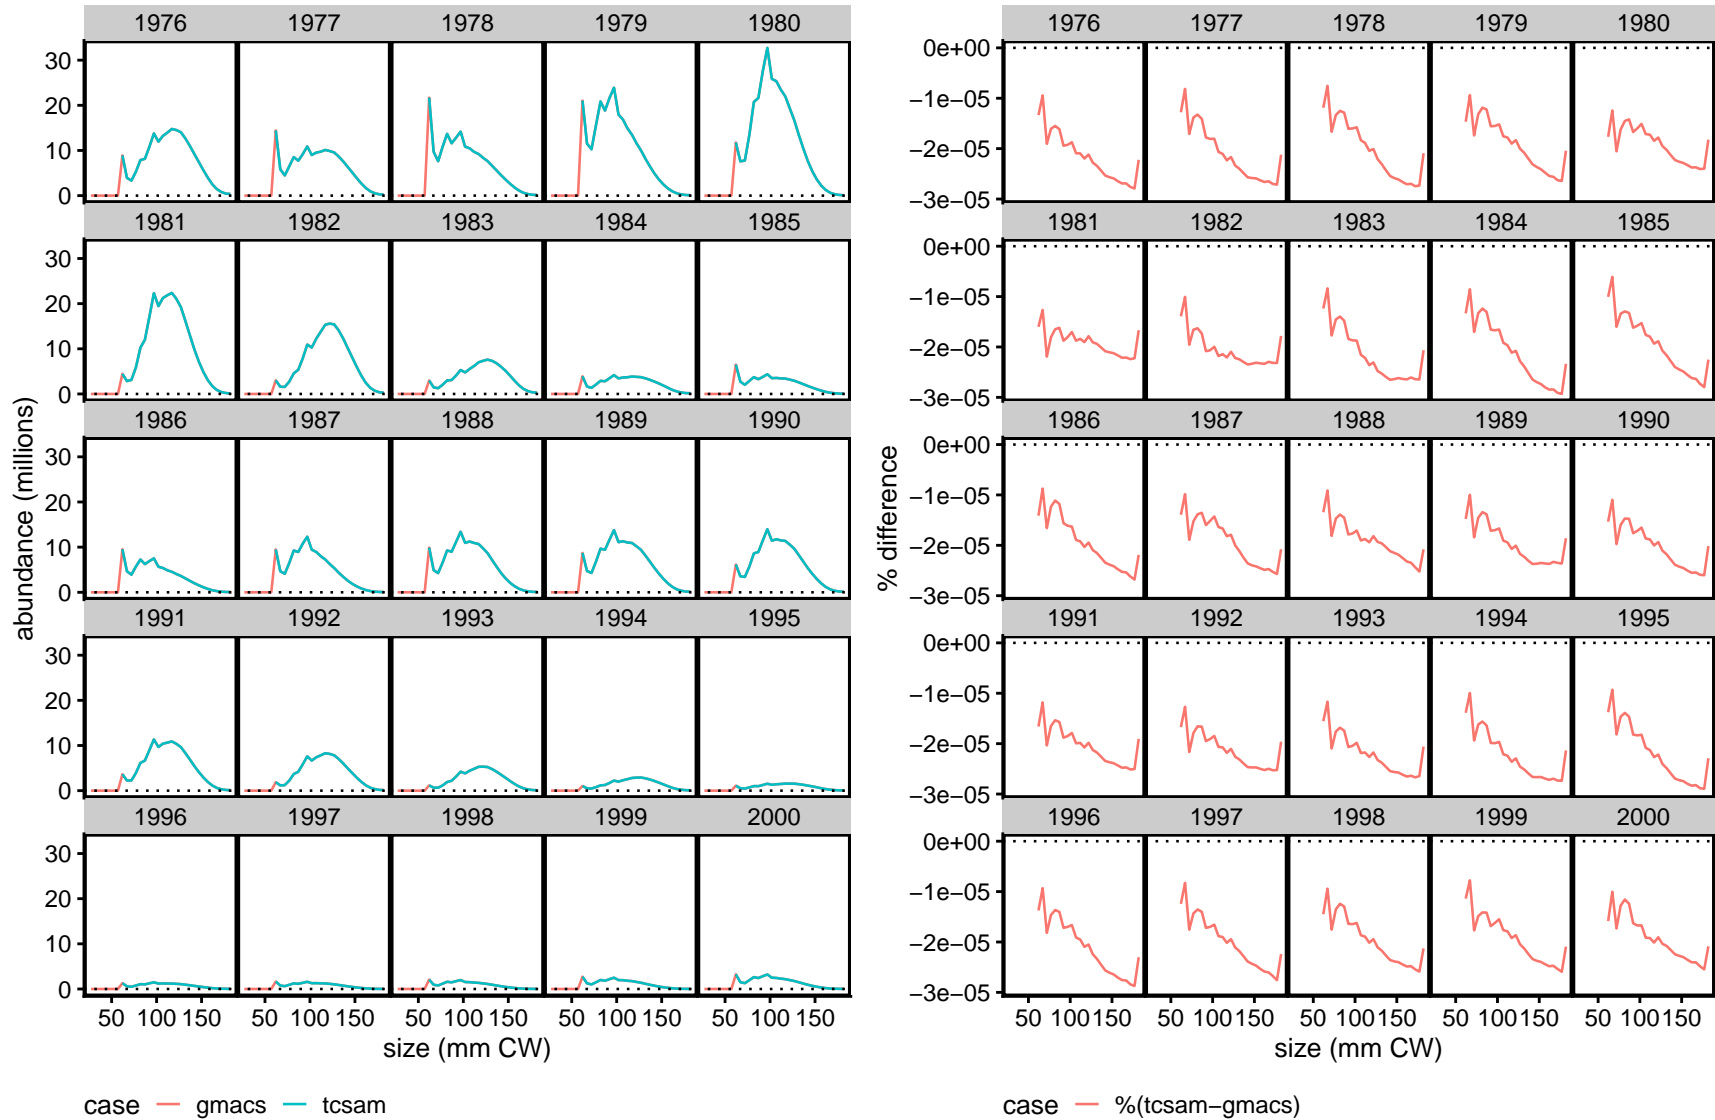 1976 1977 1978 1979 1980
30
20
10
0
1981 1982 1983 1984 1985
30
20
10
0
1986 1987 1988 1989 1990
30
20
10
0
1991 1992 1993 1994 1995
30
20
10
0
1996 1997 1998 1999 2000
30
20
10
0
50 100 150 50 100 150 50 100 150 50 100 150 50 100 150
size (mm CW)
abundance (millions)
case gmacs tcsam
1976 1977 1978 1979 1980
0e+00
−1e−05
−2e−05
−3e−05
1981 1982 1983 1984 1985
0e+00
−1e−05
−2e−05
−3e−05
1986 1987 1988 1989 1990
0e+00
−1e−05
−2e−05
−3e−05
1991 1992 1993 1994 1995
0e+00
−1e−05
−2e−05
−3e−05
1996 1997 1998 1999 2000
0e+00
−1e−05
−2e−05
−3e−05
50 100 150 50 100 150 50 100 150 50 100 150 50 100 150
size (mm CW)
% difference
case %(tcsam−gmacs)